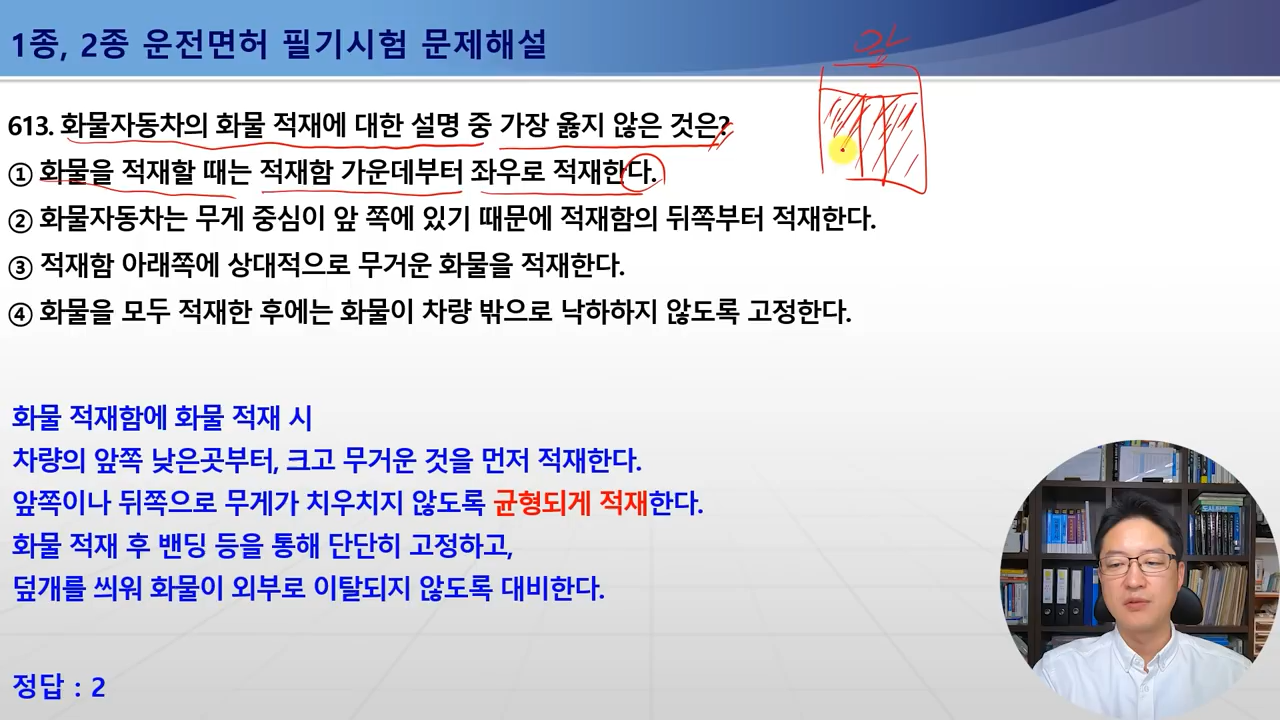 1종, 2종 운전면허 필기시험 문제해설
앞
613. 화물자동차의 화물 적재에 대한 설명 중 가장 옳지 않은 것은?
① 화물을 적재할 때는 적재함 가운데부터 좌우로 적재한다.
② 화물자동차는 무게 중심이 앞 쪽에 있기 때문에 적재함의 뒤쪽부터 적재한다.
③ 적재함 아래쪽에 상대적으로 무거운 화물을 적재한다.
④ 화물을 모두 적재한 후에는 화물이 차량 밖으로 낙하하지 않도록 고정한다.
화물 적재함에 화물 적재 시
차량의 앞쪽 낮은곳부터, 크고 무거운 것을 먼저 적재한다.
앞쪽이나 뒤쪽으로 무게가 치우치지 않도록 균형되게 적재한다.
화물 적재 후 밴딩 등을 통해 단단히 고정하고,
덮개를 씌워 화물이 외부로 이탈되지 않도록 대비한다.
정답 : 2